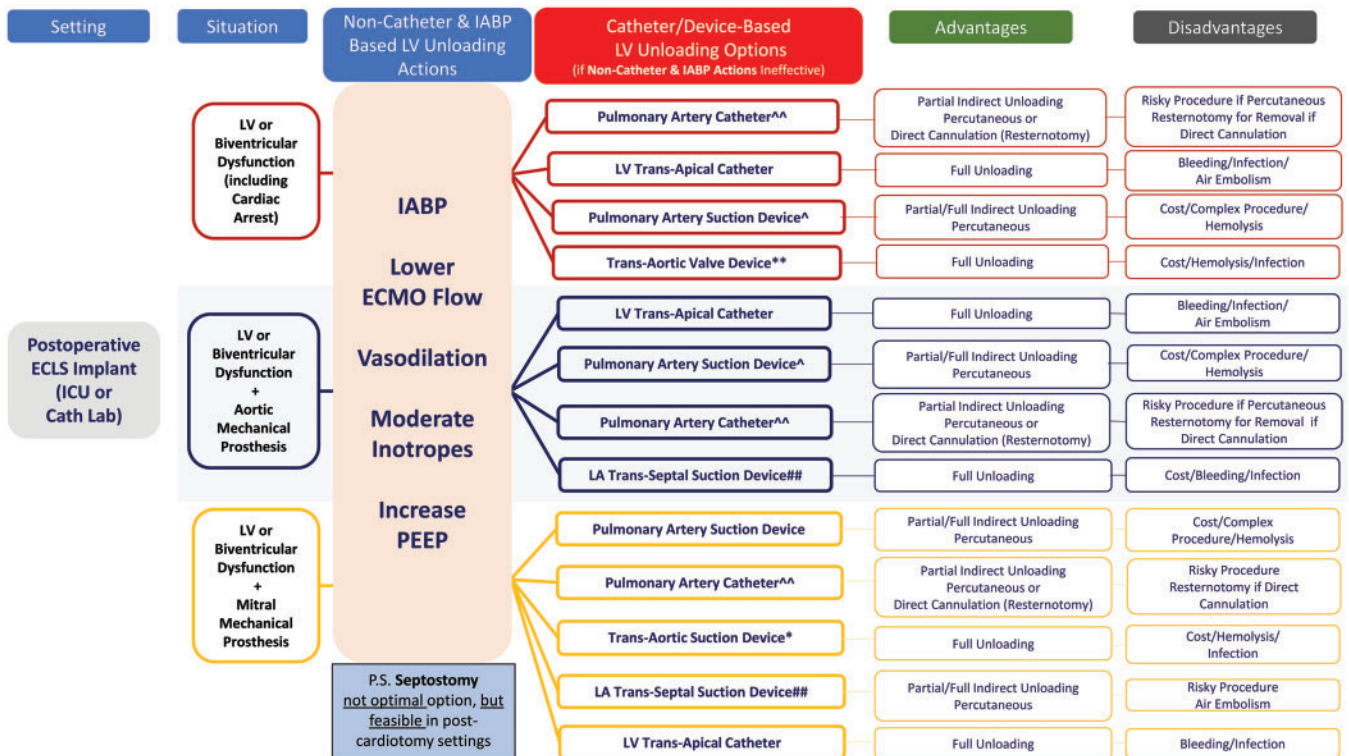 Setting
Situation
Non-Catheter & IABP
Based LV Unloading
Actions
Catheter/Device-Based
LV Unloading Options
(if Non-Catheter & IABP Actions Ineffective)
Advantages
Disadvantages
Postoperative
ECLS Implant
(ICU or
Cath Lab)
LV or
Biventricular
Dysfunction
(including
Cardiac
Arrest)
LV or
Biventricular
Dysfunction
+
Aortic
Mechanical
Prosthesis
LV or
Biventricular
Dysfunction
+
Mitral
Mechanical
Prosthesis
IABP
Lower
ECMO Flow
Vasodilation
Moderate
Inotropes
Increase
PEEP
P.S. Septostomy
not optimal option, but
feasible in post-
cardiotomy settings
Pulmonary Artery Catheter^^
Partial Indirect Unloading
Percutaneous or
Direct Cannulation (Resternotomy)
Risky Procedure if Percutaneous
Resternotomy for Removal if
Direct Cannulation
LV Trans-Apical Catheter
Full Unloading
Bleeding/Infection/
Air Embolism
Pulmonary Artery Suction Device^
Partial/Full Indirect Unloading
Percutaneous
Cost/Complex Procedure/
Hemolysis
Trans-Aortic Valve Device**
Full Unloading
Cost/Hemolysis/Infection
LV Trans-Apical Catheter
Full Unloading
Bleeding/Infection/
Air Embolism
Pulmonary Artery Suction Device^
Partial/Full Indirect Unloading
Percutaneous
Cost/Complex Procedure/
Hemolysis
Pulmonary Artery Catheter^^
Partial Indirect Unloading
Percutaneous or
Direct Cannulation (Resternotomy)
Risky Procedure if Percutaneous
Resternotomy for Removal if
Direct Cannulation
LA Trans-Septal Suction Device##
Full Unloading
Cost/Bleeding/Infection
Pulmonary Artery Suction Device
Partial/Full Indirect Unloading
Percutaneous
Cost/Complex
Procedure/Hemolysis
Pulmonary Artery Catheter^^
Partial Indirect Unloading
Percutaneous or
Direct Cannulation (Resternotomy)
Risky Procedure
Resternotomy if Direct
Cannulation
Trans-Aortic Suction Device*
Full Unloading
Cost/Hemolysis/
Infection
LA Trans-Septal Suction Device##
Partial/Full Indirect Unloading
Percutaneous
Risky Procedure
Air Embolism
LV Trans-Apical Catheter
Full Unloading
Bleeding/Infection